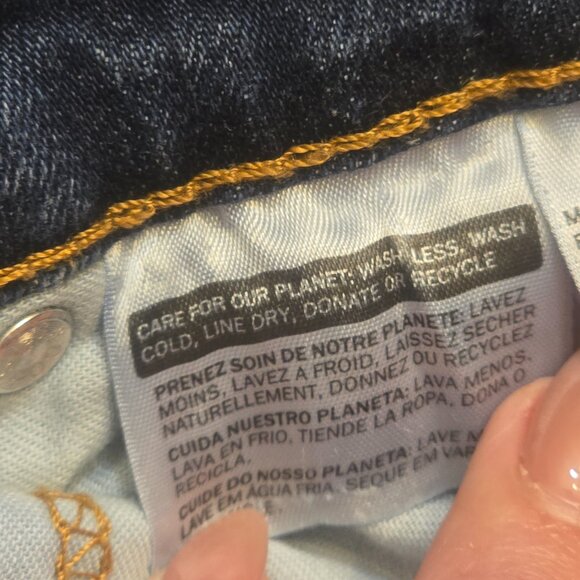 CARE FOR OUR PLANET: WASH LESS, WASH
COLD, LINE DRY, DONATE OR RECYCLE
PRENEZ SOIN DE NOTRE PLANETE: LAVEZ
MOINS, LAVEZ A FROID, LAISSEZ SECHER
NATURELLEMENT, DONNEZ OU RECYCLEZ
CUIDA NUESTRO PLANETA: LAVA MENOS,
LAVA EN FRIO, TIENDE LA ROPA, DONA O
RECICLA.
CUIDE DO NOSSO PLANETA: LAVE
LAVE EM ÁGUA FRIA, SEQUE EM